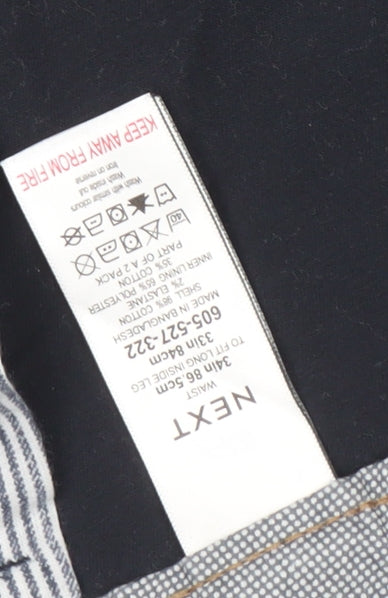 NEXT
WAIST
34in 86,5cm
TO FIT LONG INSIDE LEG
33in 84cm
605-527-322
MADE IN BANGLADESH
SHELL 98% COTTON
2% ELASTANE
INNER LINING 65% POLYESTER
35% COTTON
PART OF A 2 PACK
40
Wash with similar colours
Wash inside out
Iron on reverse
KEEP AWAY FROM FIRE